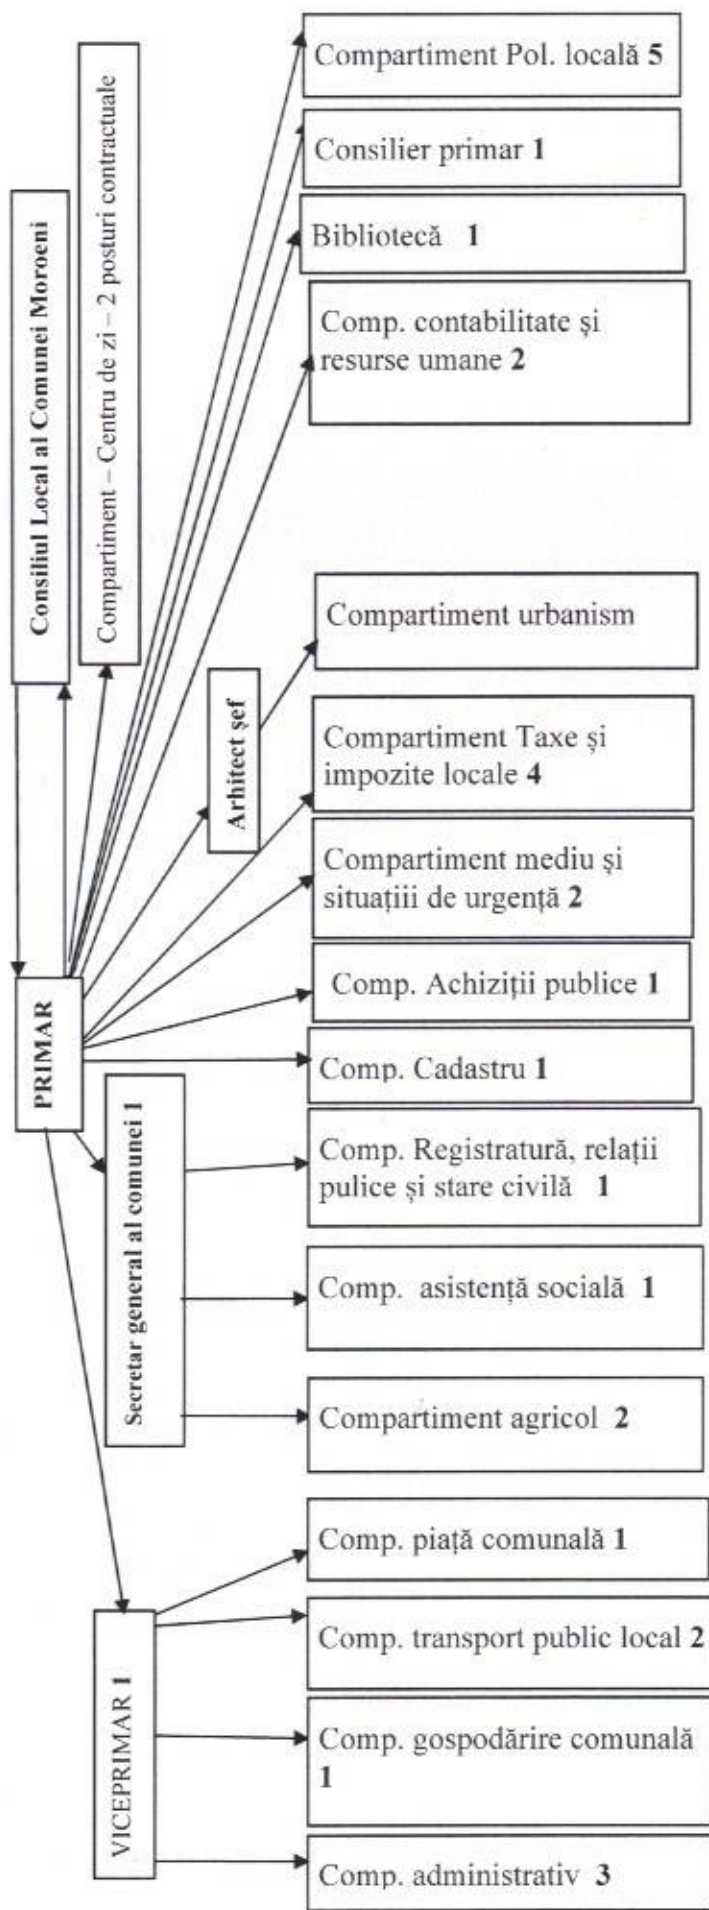 Consiliul Local al Comunei Moroeni
Compartiment – Centru de zi – 2 posturi contractuale
Compartiment Pol. locală 5
Consilier primar 1
Bibliotecă 1
Comp. contabilitate și
resurse umane 2
Arhitect șef
Compartiment urbanism
Compartiment Taxe și
impozite locale 4
Compartiment mediu și
situațiii de urgență 2
Comp. Achiziții publice 1
PRIMAR
Comp. Cadastru 1
Secretar general al comunei 1
Comp. Registratură, relații
pulice și stare civilă 1
Comp. asistență socială 1
Compartiment agricol 2
VICEPRIMAR 1
Comp. piață comunală 1
Comp. transport public local 2
Comp. gospodărire comunală
1
Comp. administrativ 3